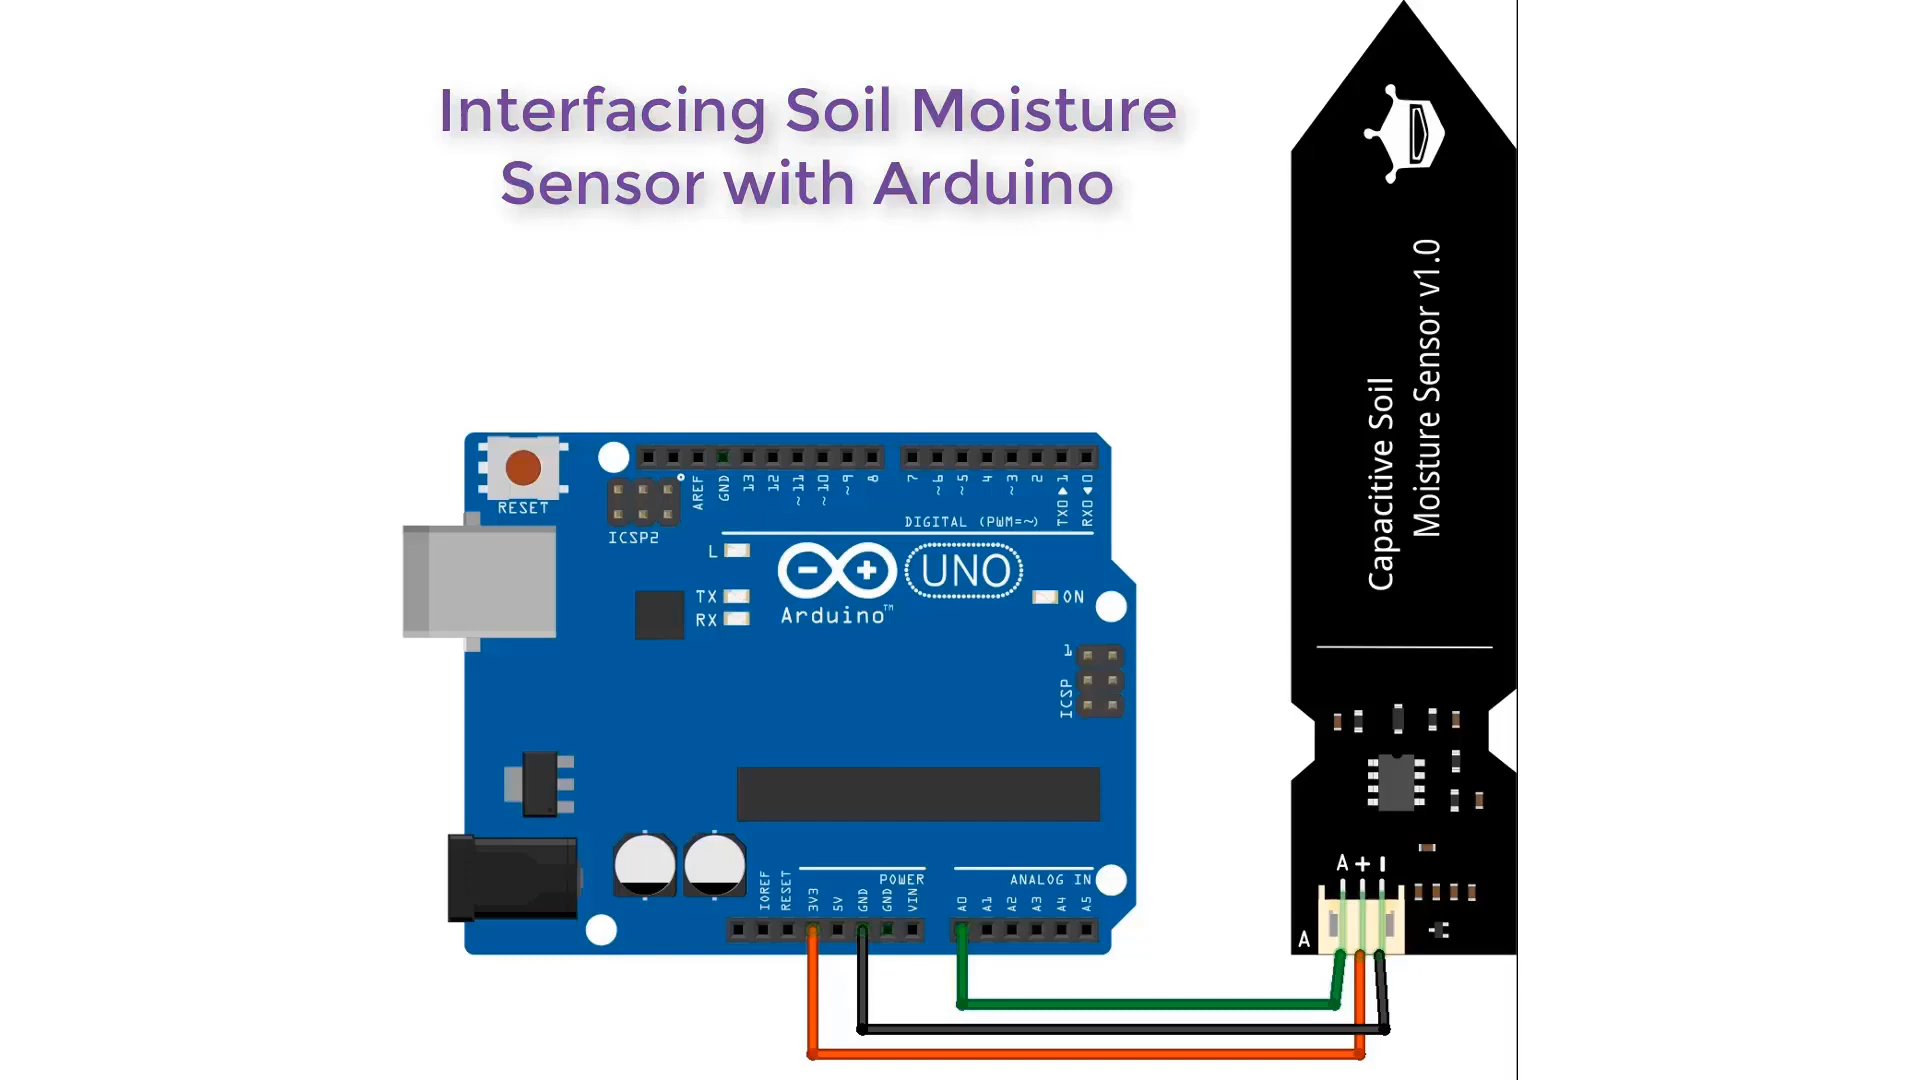 Interfacing Soil Moisture
Sensor with Arduino
Capacitive Soil
Moisture Sensor v1.0
RESET
ICSP2
AREF
GND
13
12
~11
~10
~9
8
7
~6
~5
4
~3
2
TX0▶1
RX0◀0
DIGITAL (PWM=~)
L
TX
RX
UNO
Arduino™
ON
1
ICSP
POWER
ANALOG IN
IOREF
RESET
3V3
5V
GND
GND
VIN
A0
A1
A2
A3
A4
A5
A + -
A